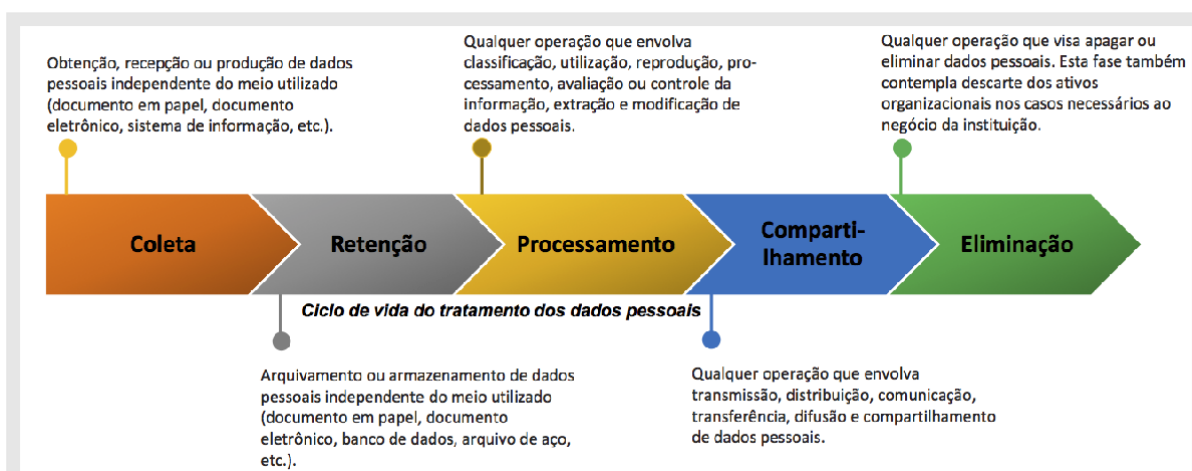 Obtenção, recepção ou produção de dados
pessoais independente do meio utilizado
(documento em papel, documento
eletrônico, sistema de informação, etc.).
Qualquer operação que envolva
classificação, utilização, reprodução, pro-
cessamento, avaliação ou controle da
informação, extração e modificação de
dados pessoais.
Qualquer operação que visa apagar ou
eliminar dados pessoais. Esta fase também
contempla descarte dos ativos
organizacionais nos casos necessários ao
negócio da instituição.
Coleta
Retenção
Processamento
Comparti-
lhamento
Eliminação
Ciclo de vida do tratamento dos dados pessoais
Arquivamento ou armazenamento de dados
pessoais independente do meio utilizado
(documento em papel, documento
eletrônico, banco de dados, arquivo de aço,
etc.).
Qualquer operação que envolva
transmissão, distribuição, comunicação,
transferência, difusão e compartilhamento
de dados pessoais.